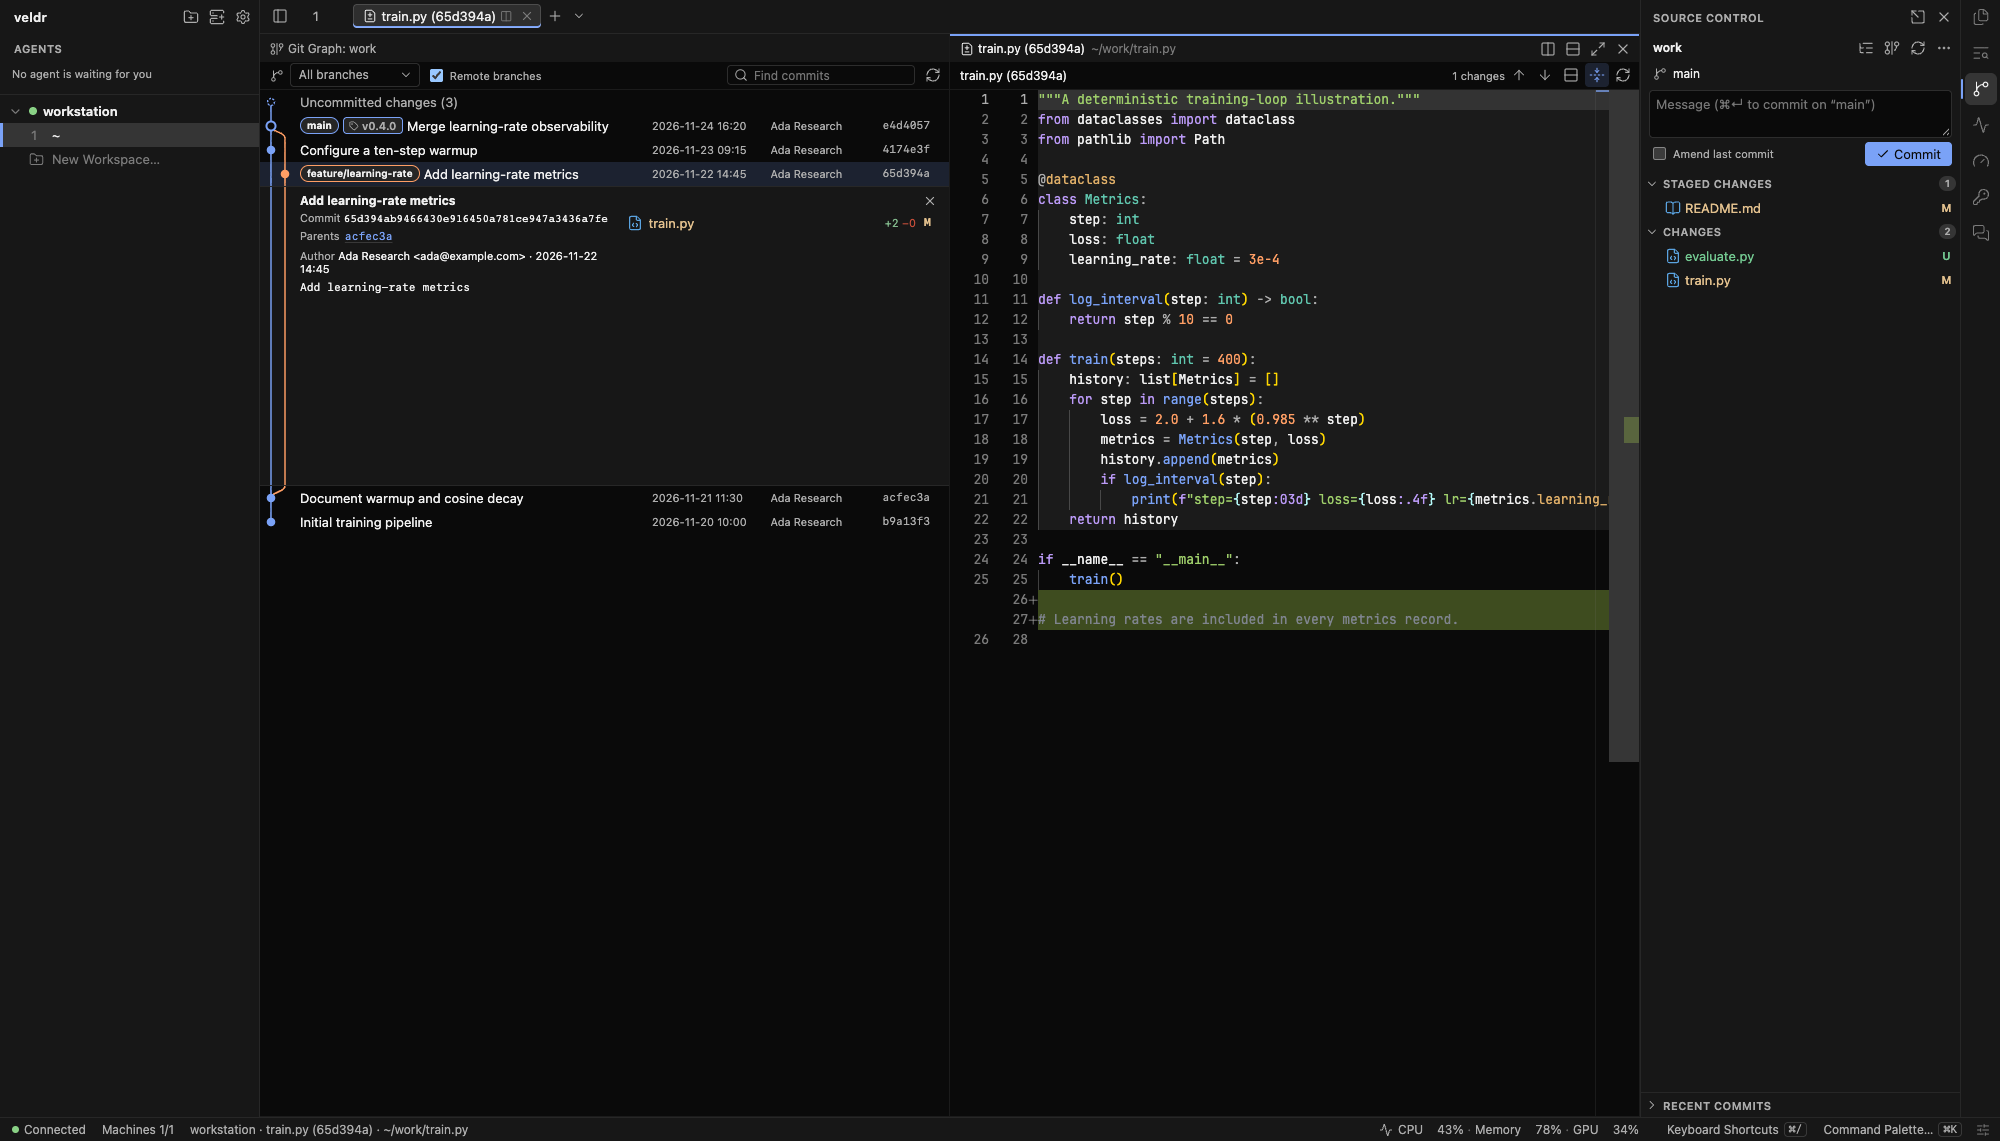 veldr
AGENTS
No agent is waiting for you
workstation
1 ~
New Workspace...
1
train.py (65d394a)
Git Graph: work
All branches
Remote branches
Find commits
Uncommitted changes (3)
main v0.4.0 Merge learning-rate observability 2026-11-24 16:20 Ada Research e4d4057
Configure a ten-step warmup 2026-11-23 09:15 Ada Research 4174e3f
feature/learning-rate Add learning-rate metrics 2026-11-22 14:45 Ada Research 65d394a
Add learning-rate metrics
Commit 65d394ab9466430e916450a781ce947a3436a7fe
Parents acfec3a
Author Ada Research <ada@example.com> · 2026-11-22
14:45
Add learning-rate metrics
train.py +2 −0 M
Document warmup and cosine decay 2026-11-21 11:30 Ada Research acfec3a
Initial training pipeline 2026-11-20 10:00 Ada Research b9a13f3
train.py (65d394a) ~/work/train.py
train.py (65d394a)
1 changes
1 1 """A deterministic training-loop illustration."""
2 2 from dataclasses import dataclass
3 3 from pathlib import Path
4 4
5 5 @dataclass
6 6 class Metrics:
7 7 step: int
8 8 loss: float
9 9 learning_rate: float = 3e-4
10 10
11 11 def log_interval(step: int) -> bool:
12 12 return step % 10 == 0
13 13
14 14 def train(steps: int = 400):
15 15 history: list[Metrics] = []
16 16 for step in range(steps):
17 17 loss = 2.0 + 1.6 * (0.985 ** step)
18 18 metrics = Metrics(step, loss)
19 19 history.append(metrics)
20 20 if log_interval(step):
21 21 print(f"step={step:03d} loss={loss:.4f} lr={metrics.learning_
22 22 return history
23 23
24 24 if __name__ == "__main__":
25 25 train()
26+
27+# Learning rates are included in every metrics record.
26 28
SOURCE CONTROL
work
main
Message (⌘↵ to commit on “main”)
Amend last commit
Commit
STAGED CHANGES 1
README.md M
CHANGES 2
evaluate.py U
train.py M
RECENT COMMITS
Connected
Machines 1/1
workstation · train.py (65d394a) · ~/work/train.py
CPU 43% · Memory 78% · GPU 34%
Keyboard Shortcuts ⌘/
Command Palette... ⌘K